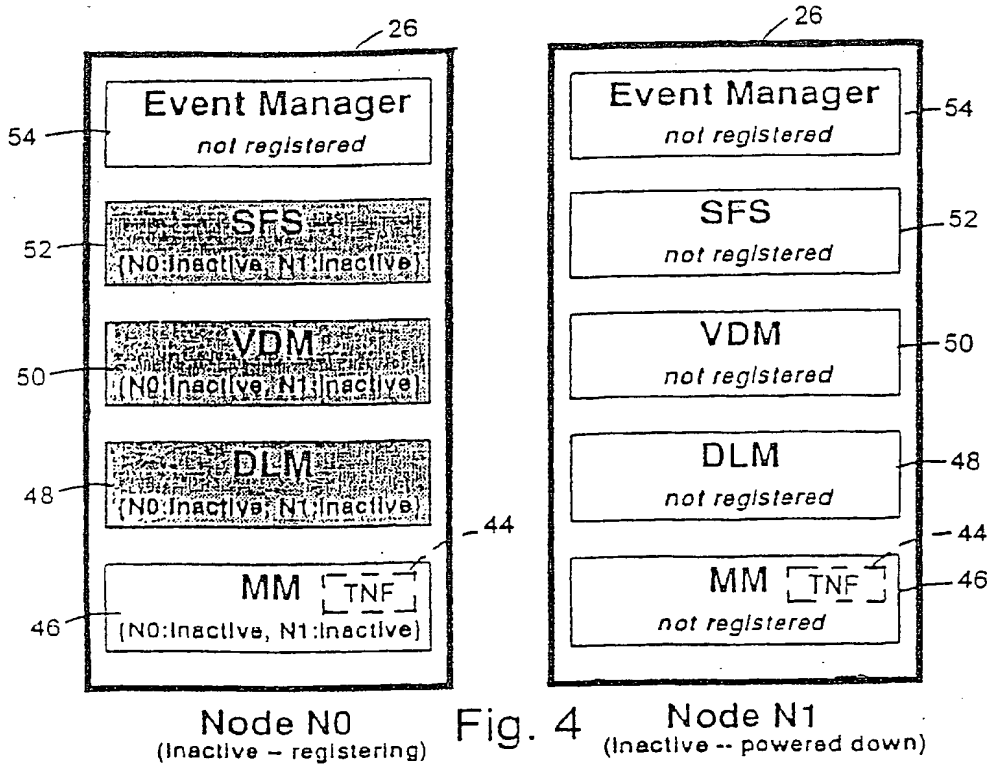 26
26
Event Manager
not registered
54
Event Manager
not registered
54
SFS
{N0:Inactive, N1:Inactive}
52
SFS
not registered
52
VDM
{N0:Inactive, N1:Inactive}
50
VDM
not registered
50
DLM
{N0:Inactive, N1:Inactive}
48
DLM
not registered
48
44
44
MM
TNF
{N0:Inactive, N1:Inactive}
46
MM
TNF
not registered
46
Node N0
(Inactive – registering)
Fig. 4
Node N1
(Inactive -- powered down)